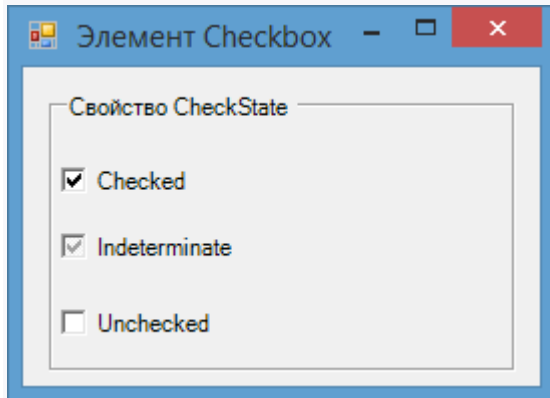 Элемент Checkbox
Свойство CheckState
Checked
Indeterminate
Unchecked